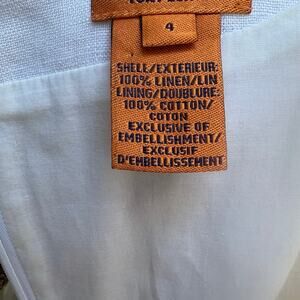 4
SHELL/EXTERIEUR:
100% LINEN/LIN
LINING/DOUBLURE:
100% COTTON/
COTON
EXCLUSIVE OF
EMBELLISHMENT/
EXCLUSIF
D'EMBELLISSEMENT